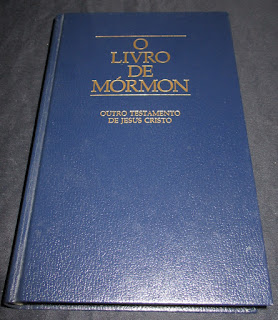 O
LIVRO
DE
MÓRMON
OUTRO TESTAMENTO
DE JESUS CRISTO